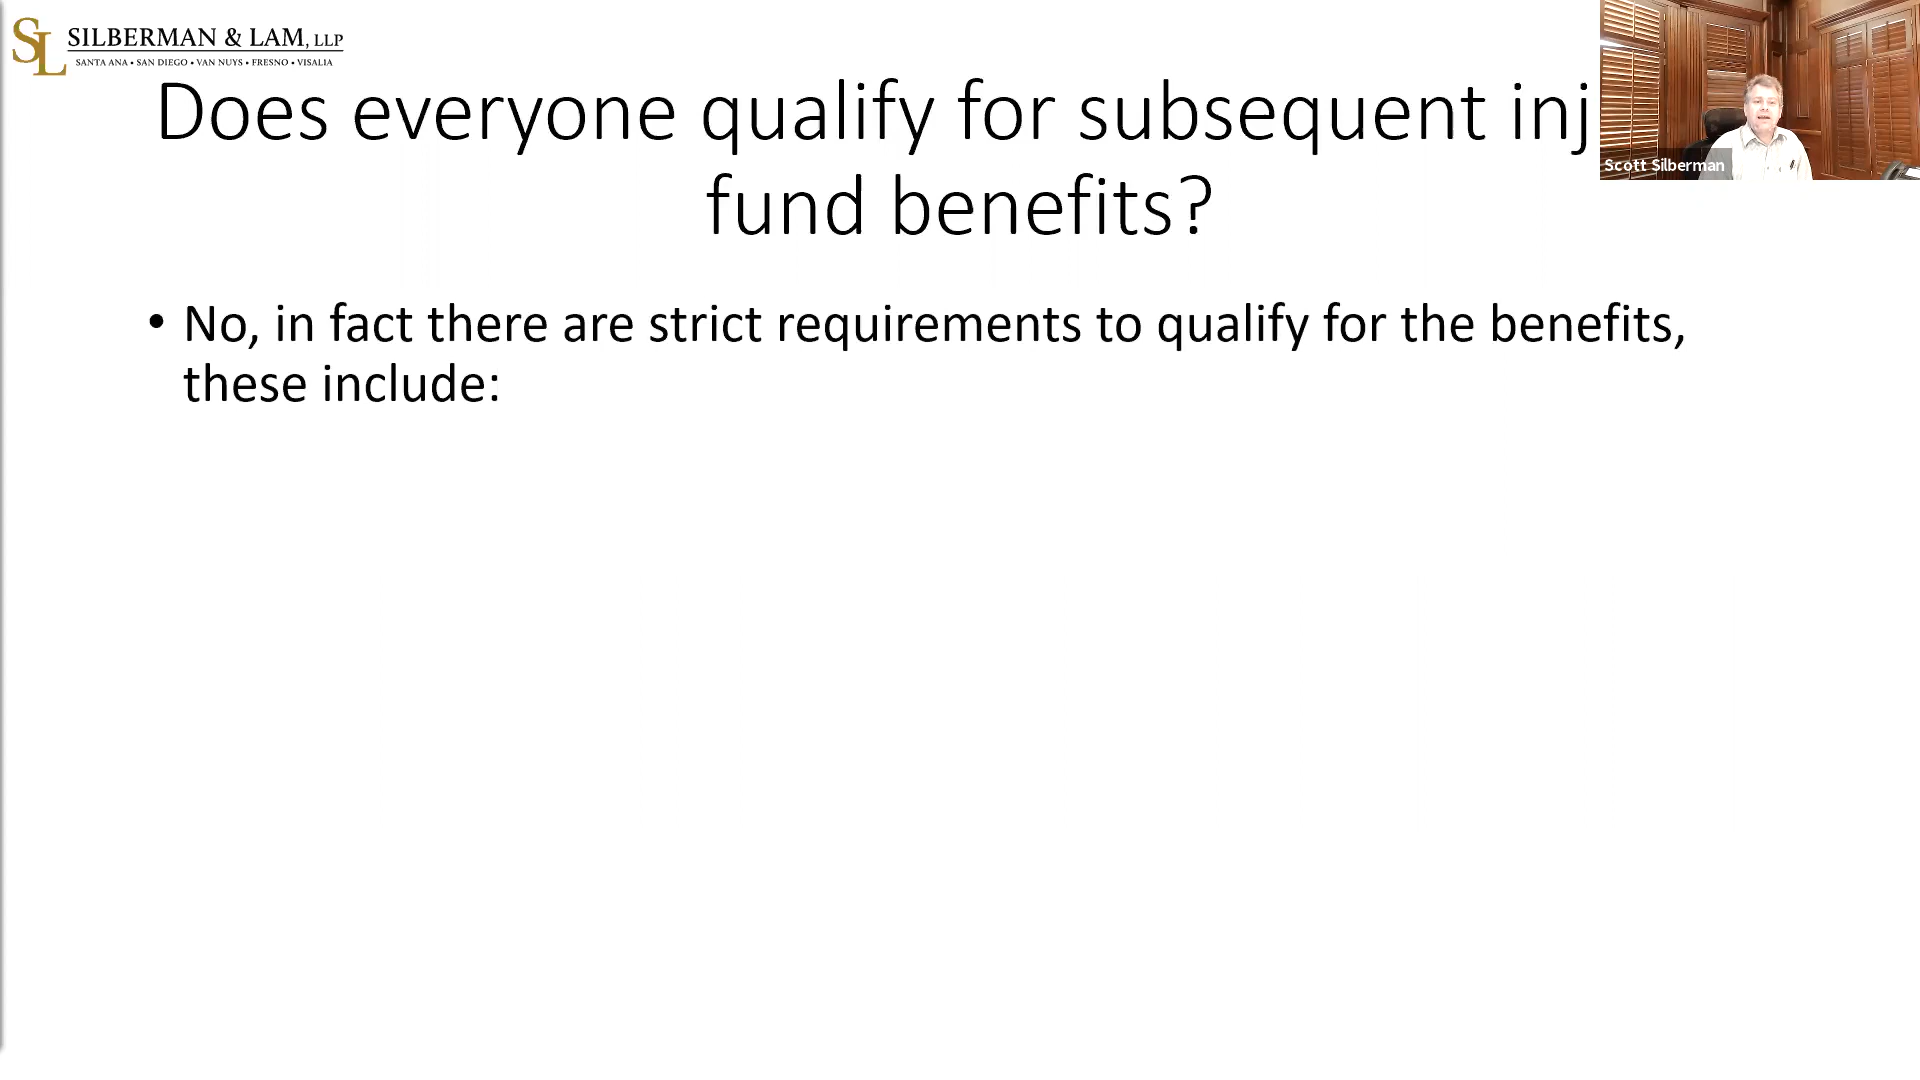 SL
SILBERMAN & LAM, LLP
SANTA ANA • SAN DIEGO • VAN NUYS • FRESNO • VISALIA
Does everyone qualify for subsequent inj
fund benefits?
Scott Silberman
• No, in fact there are strict requirements to qualify for the benefits,
these include: